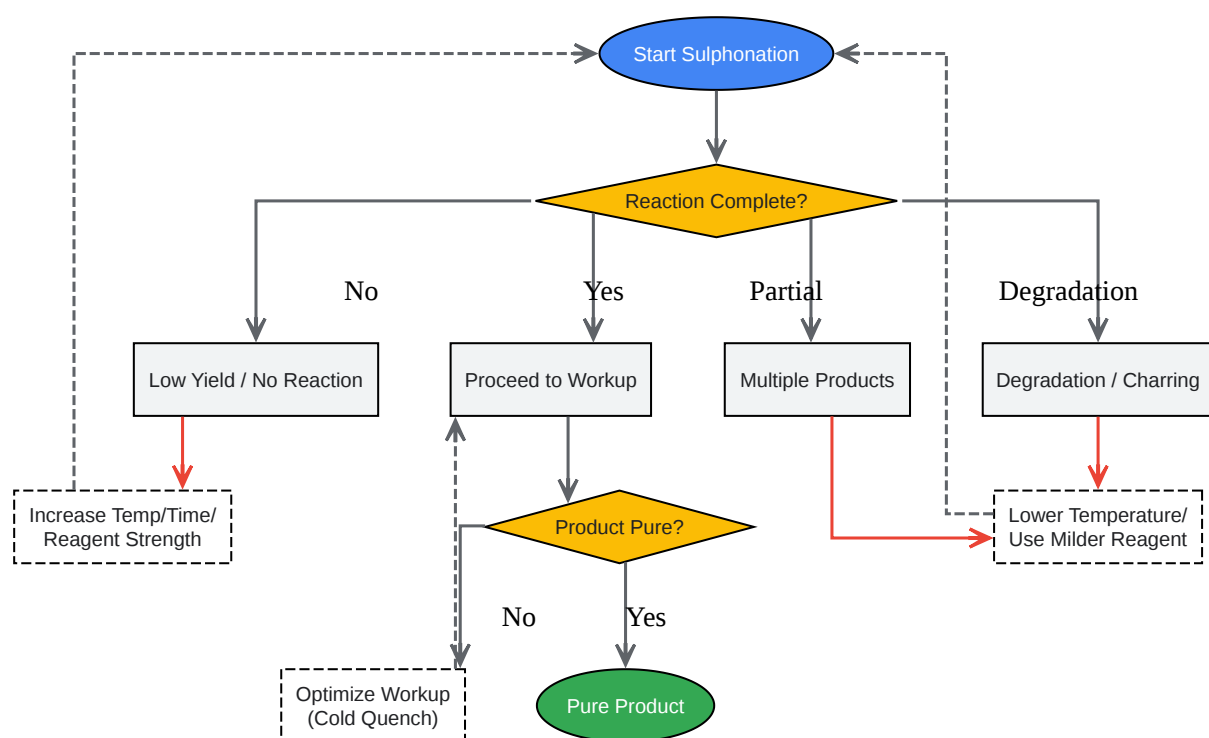 Start Sulphonation
Reaction Complete?
No
Yes
Partial
Degradation
Low Yield / No Reaction
Proceed to Workup
Multiple Products
Degradation / Charring
Increase Temp/Time/
Reagent Strength
Product Pure?
Lower Temperature/
Use Milder Reagent
No
Yes
Optimize Workup
(Cold Quench)
Pure Product